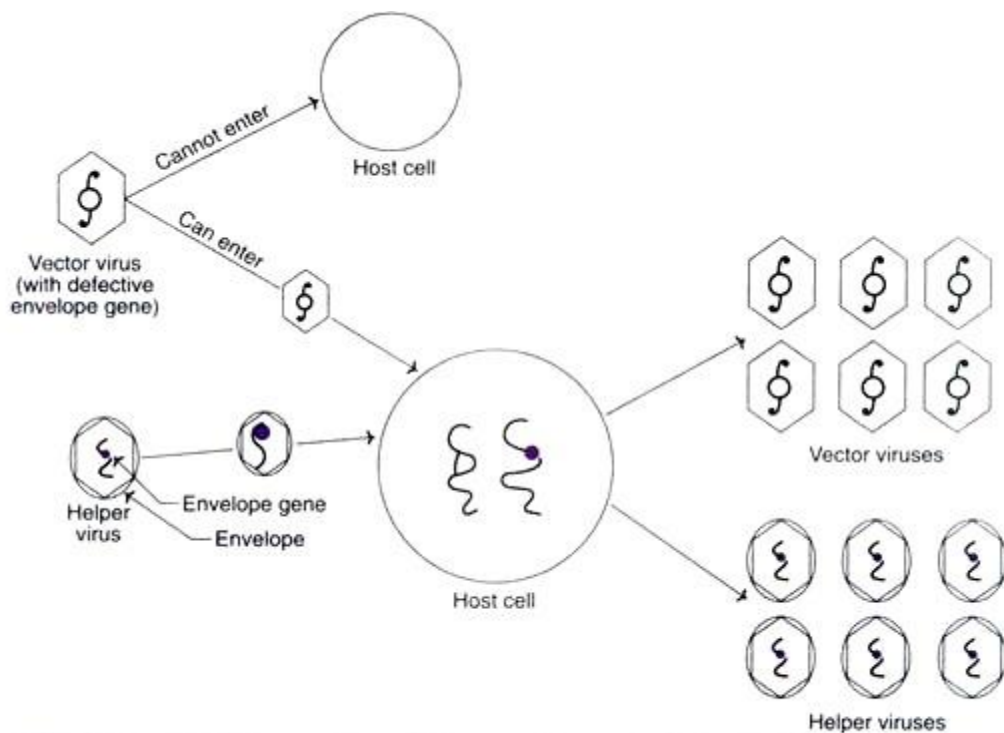 Cannot enter
Host cell
Can enter
Vector virus
(with defective
envelope gene)
Helper
virus
Envelope gene
Envelope
Host cell
Vector viruses
Helper viruses